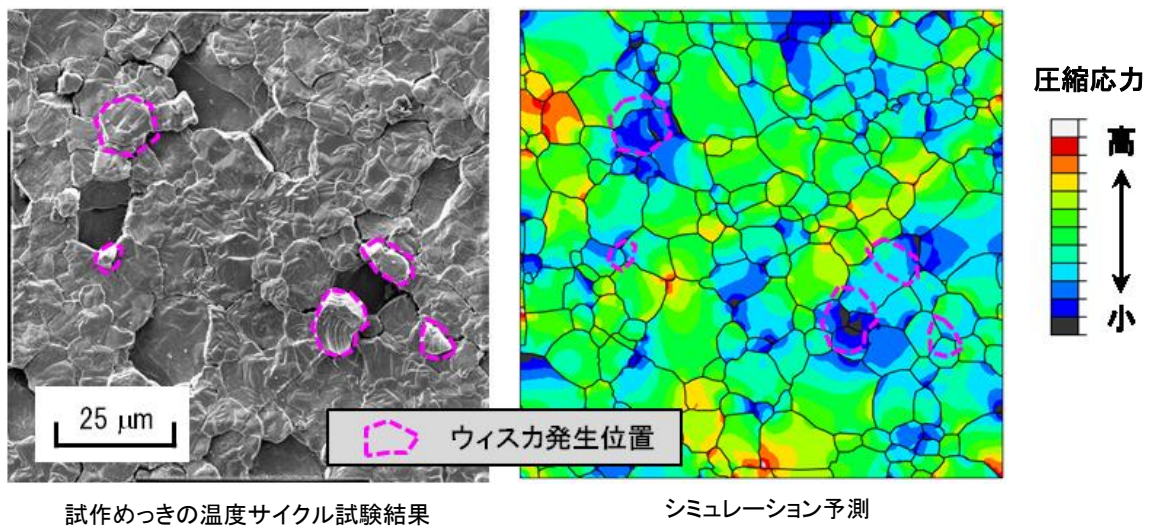 圧縮応力
高
小
25 μm
ウィスカ発生位置
試作めっきの温度サイクル試験結果
シミュレーション予測